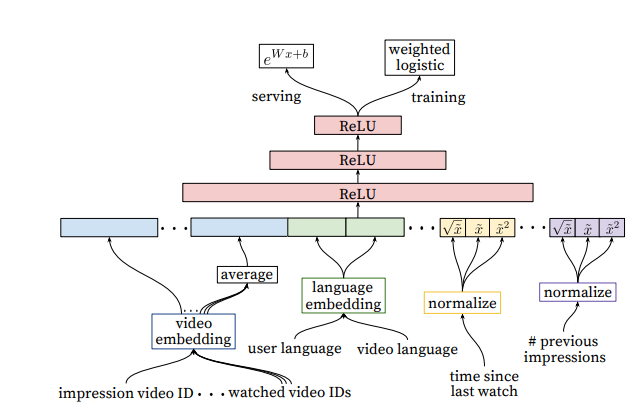 e^{Wx+b}
weighted
logistic
serving
training
ReLU
ReLU
ReLU
· · ·
· · ·
√x̃ x̃ x̃²
· · ·
√x̃ x̃ x̃²
average
language
embedding
normalize
normalize
...
video
embedding
user language
video language
# previous
impressions
time since
last watch
impression video ID · · · watched video IDs